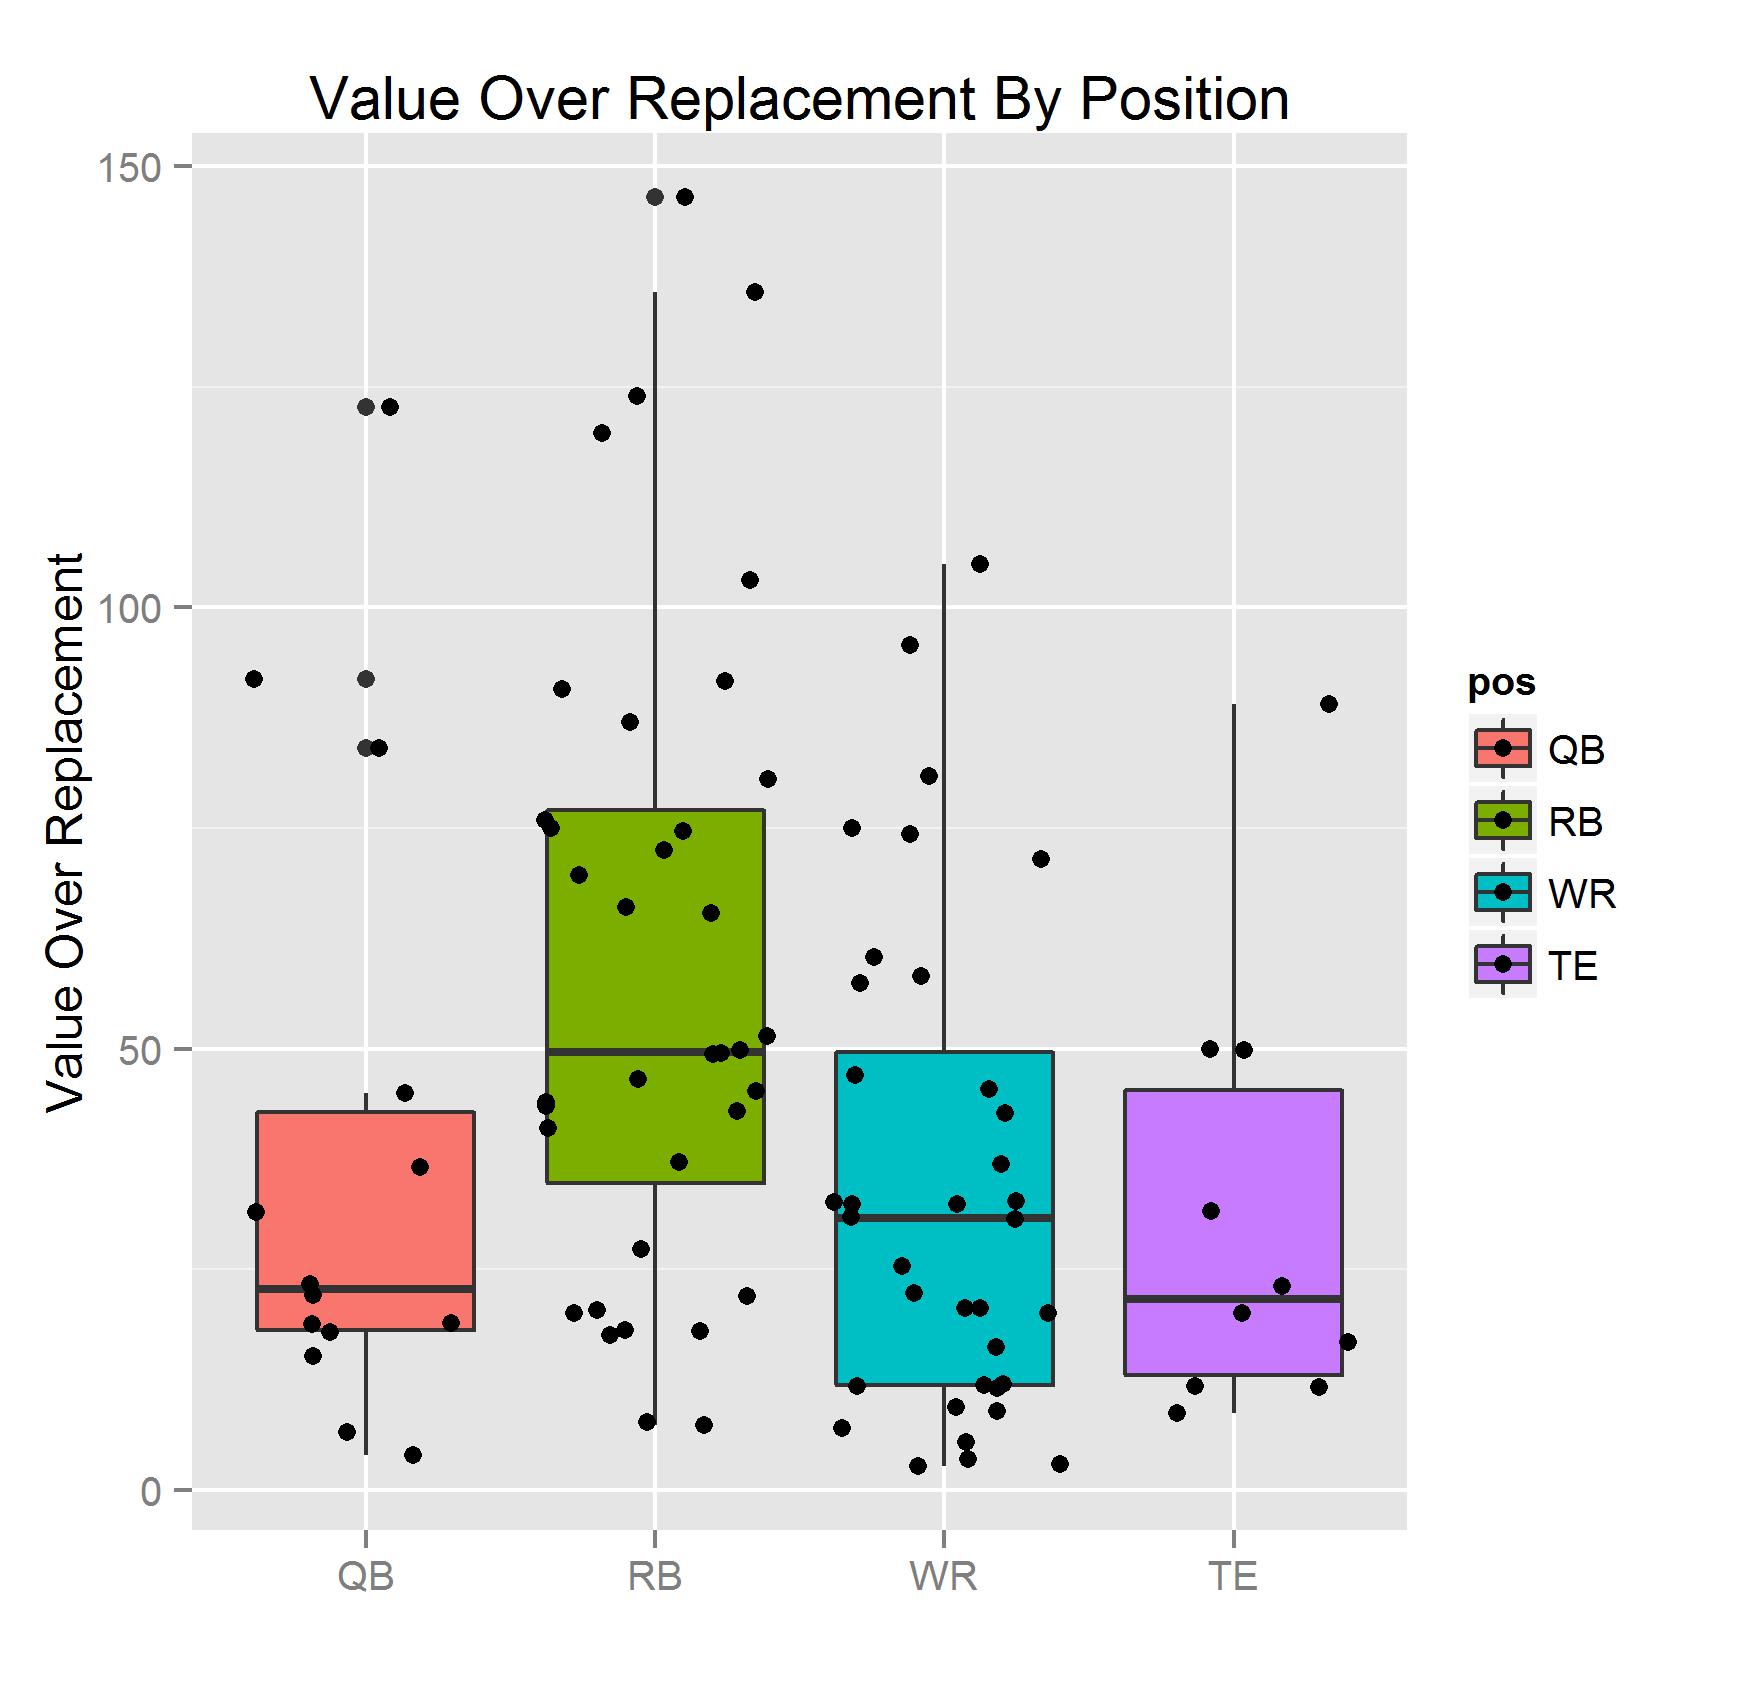 Value Over Replacement By Position
Value Over Replacement
150
100
50
0
QB
RB
WR
TE
pos
QB
RB
WR
TE